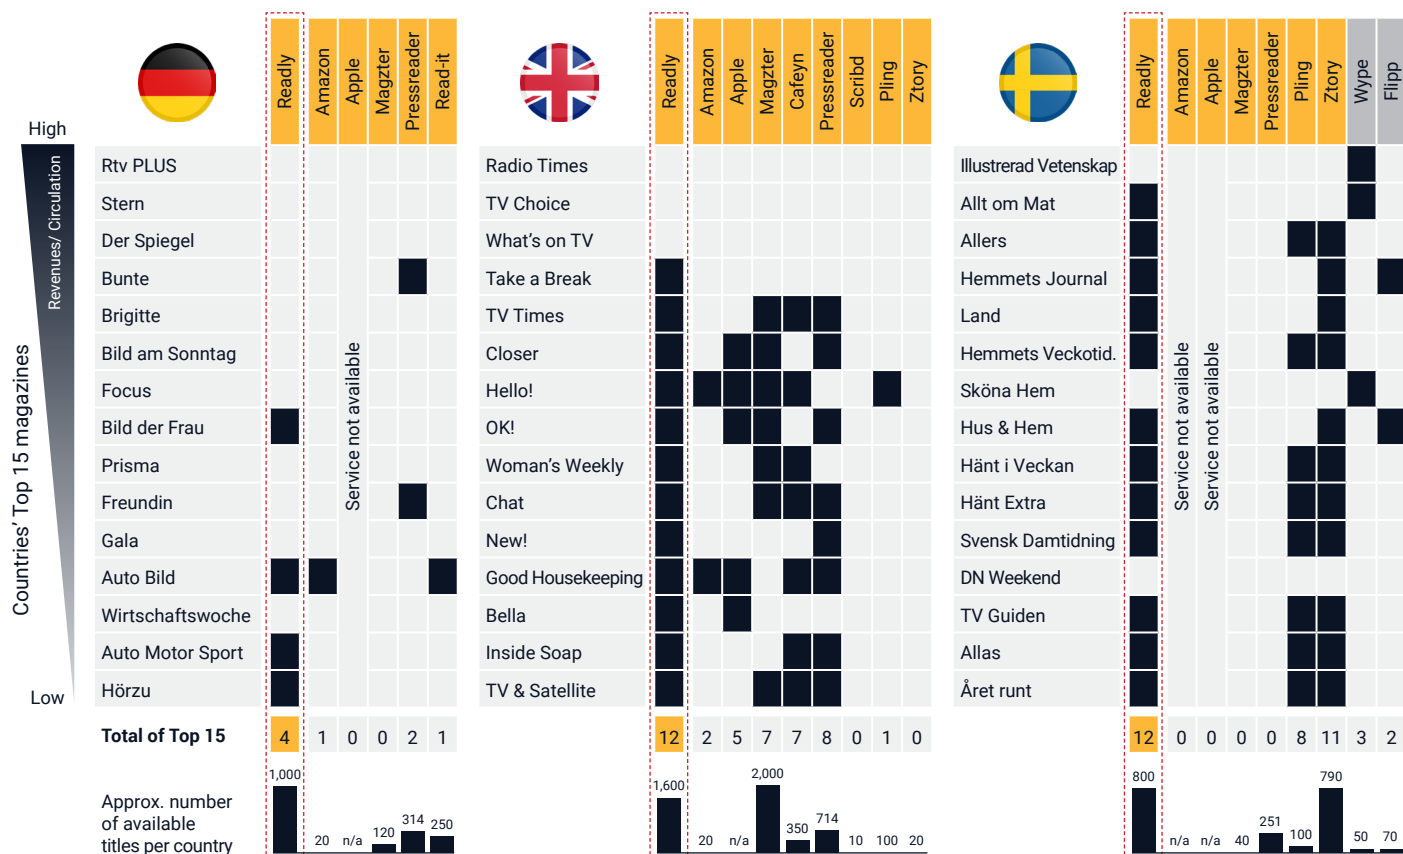 Readly
Amazon
Apple
Magzter
Pressreader
Read-it
Readly
Amazon
Apple
Magzter
Cafeyn
Pressreader
Scribd
Pling
Ztory
Readly
Amazon
Apple
Magzter
Pressreader
Pling
Ztory
Wype
Flipp
High
Revenues/ Circulation
Countries’ Top 15 magazines
Low
Rtv PLUS
Stern
Der Spiegel
Bunte
Brigitte
Bild am Sonntag
Focus
Bild der Frau
Prisma
Freundin
Gala
Auto Bild
Wirtschaftswoche
Auto Motor Sport
Hörzu
Service not available
Radio Times
TV Choice
What’s on TV
Take a Break
TV Times
Closer
Hello!
OK!
Woman’s Weekly
Chat
New!
Good Housekeeping
Bella
Inside Soap
TV & Satellite
Illustrerad Vetenskap
Allt om Mat
Allers
Hemmets Journal
Land
Hemmets Veckotid.
Sköna Hem
Hus & Hem
Hänt i Veckan
Hänt Extra
Svensk Damtidning
DN Weekend
TV Guiden
Allas
Året runt
Service not available
Service not available
Total of Top 15
4 1 0 0 2 1
12 2 5 7 7 8 0 1 0
12 0 0 0 0 8 11 3 2
Approx. number
of available
titles per country
1,000 20 n/a 120 314 250
1,600 20 n/a 2,000 350 714 10 100 20
800 n/a n/a 40 251 100 790 50 70